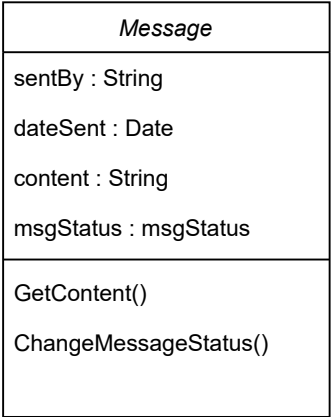 Message
sentBy : String
dateSent : Date
content : String
msgStatus : msgStatus
GetContent()
ChangeMessageStatus()